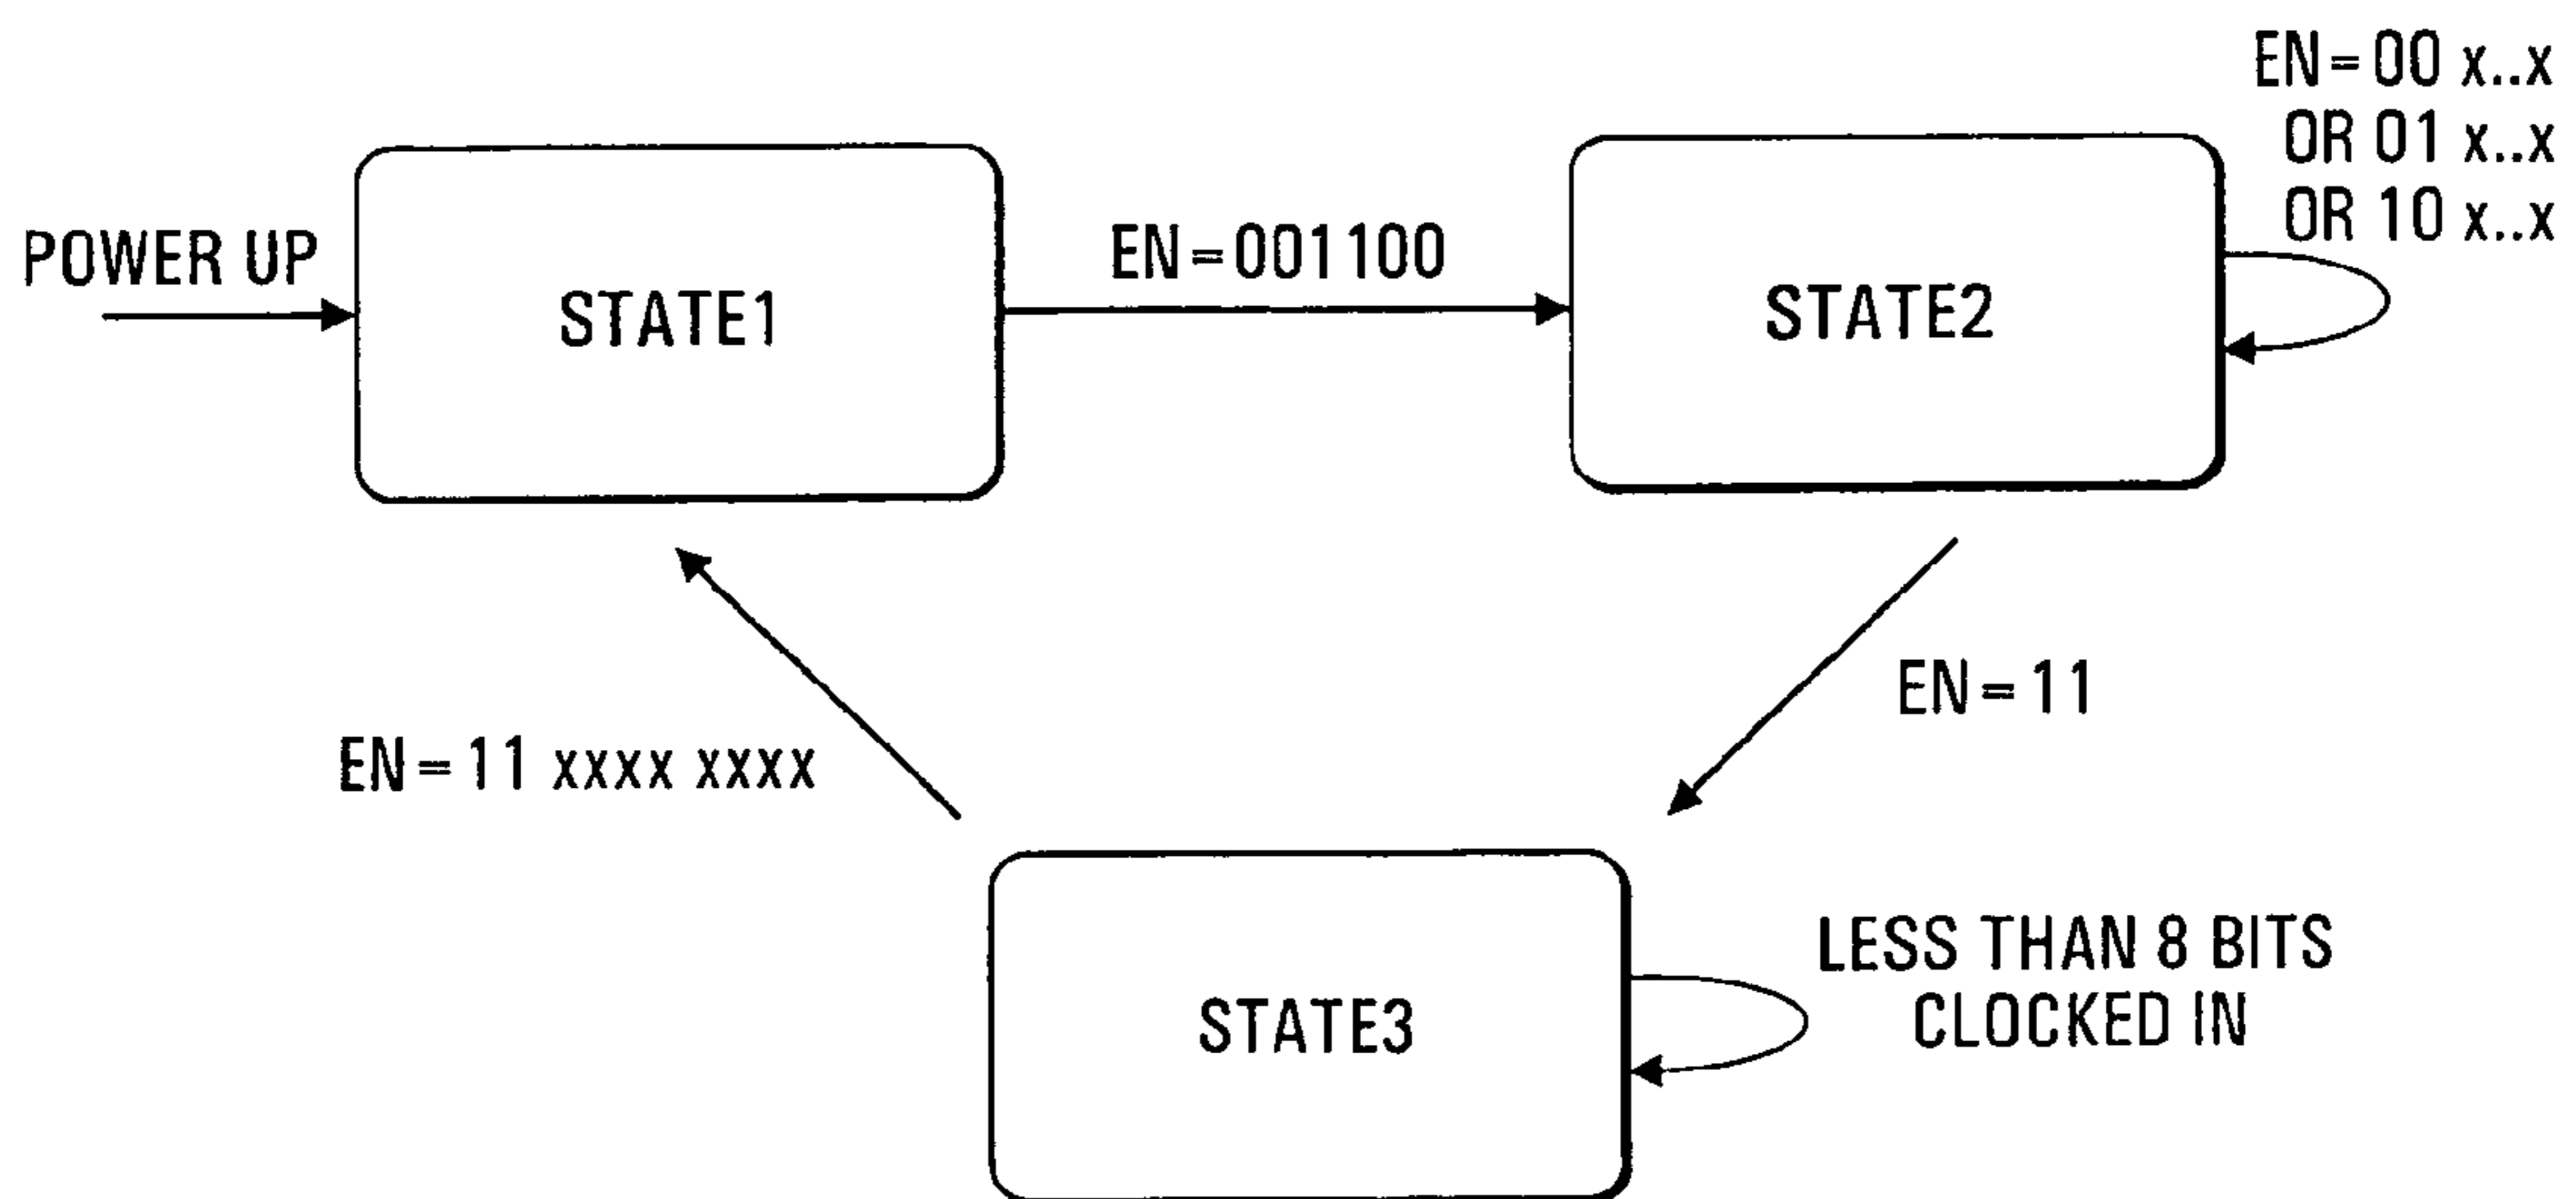 POWER UP
STATE1
EN=001100
STATE2
EN=00 x..x
OR 01 x..x
OR 10 x..x
EN=11
EN=11 xxxx xxxx
STATE3
LESS THAN 8 BITS
CLOCKED IN